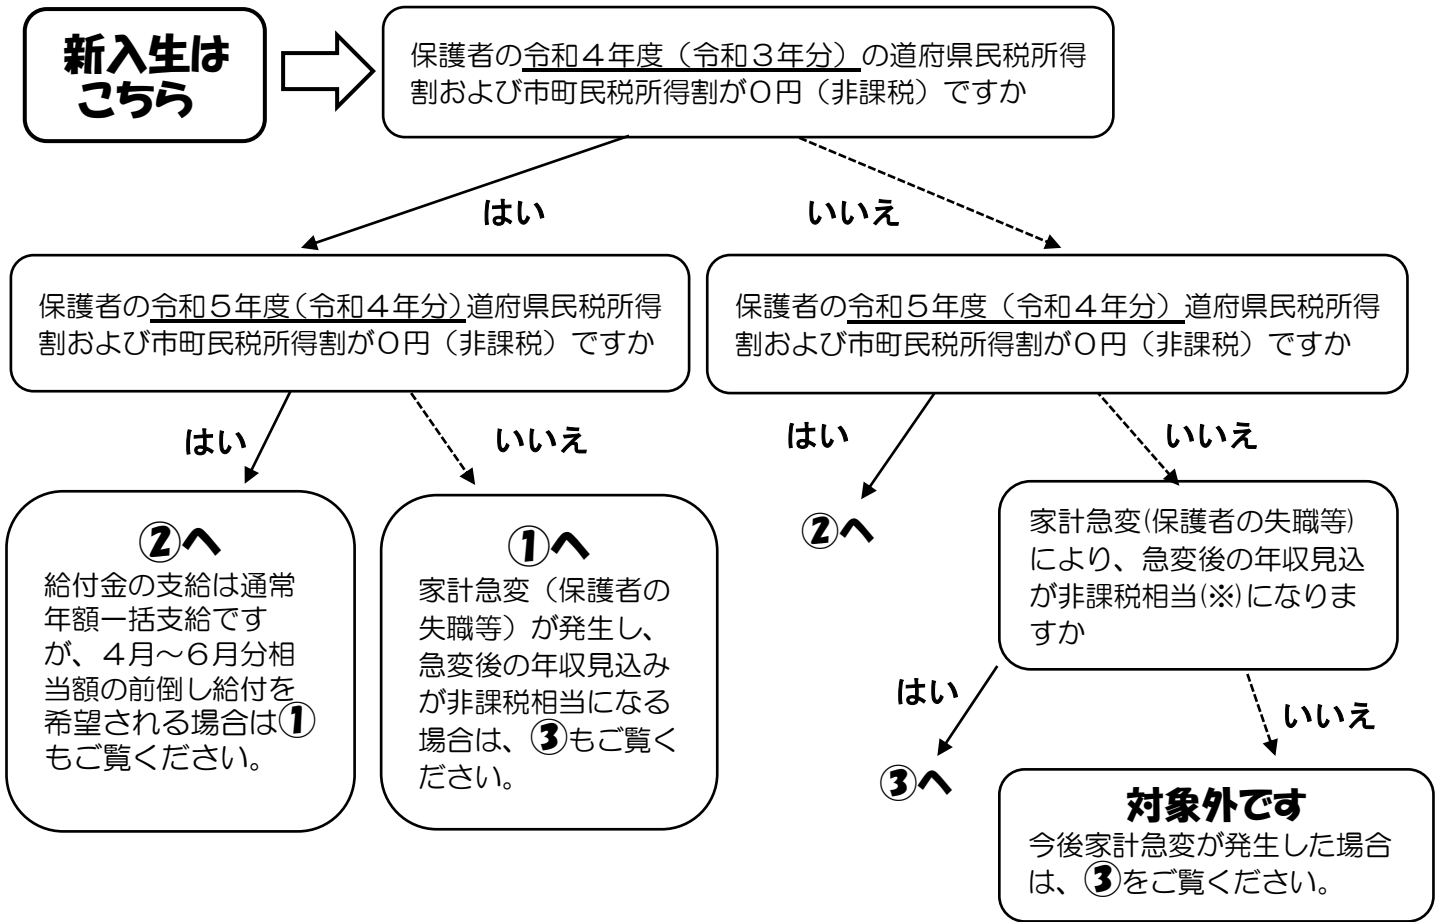 新入生は
こちら
保護者の令和４年度（令和３年分）の道府県民税所得
割および市町民税所得割が０円（非課税）ですか
はい
いいえ
保護者の令和５年度（令和４年分）道府県民税所得
割および市町民税所得割が０円（非課税）ですか
保護者の令和５年度（令和４年分）道府県民税所得
割および市町民税所得割が０円（非課税）ですか
はい
いいえ
はい
いいえ
②へ
給付金の支給は通常
年額一括支給です
が、４月～６月分相
当額の前倒し給付を
希望される場合は①
もご覧ください。
①へ
家計急変（保護者の
失職等）が発生し、
急変後の年収見込み
が非課税相当になる
場合は、③もご覧く
ださい。
②へ
家計急変(保護者の失職等)
により、急変後の年収見込
が非課税相当(※)になりま
すか
はい
いいえ
③へ
対象外です
今後家計急変が発生した場合
は、③をご覧ください。